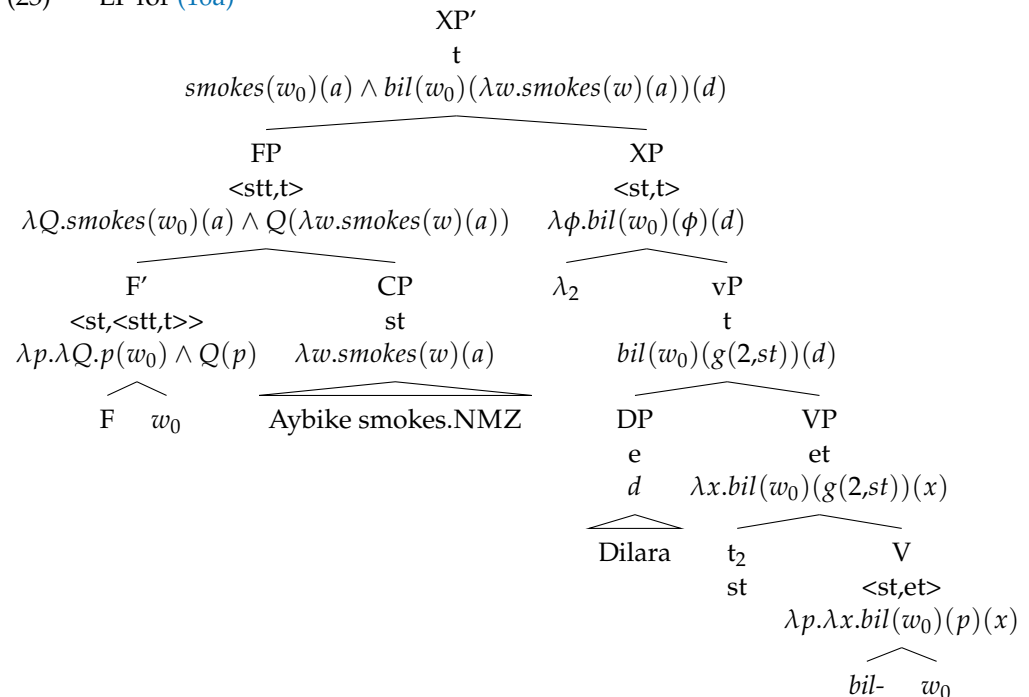 (23) LF for (16a)
XP'
t
smokes(w₀)(a) ∧ bil(w₀)(λw.smokes(w)(a))(d)
FP XP
<stt,t> <st,t>
λQ.smokes(w₀)(a) ∧ Q(λw.smokes(w)(a)) λϕ.bil(w₀)(ϕ)(d)
F' CP λ₂ vP
<st,<stt,t>> st t
λp.λQ.p(w₀) ∧ Q(p) λw.smokes(w)(a) bil(w₀)(g(2,st))(d)
F w₀ Aybike smokes.NMZ DP VP
e et
d λx.bil(w₀)(g(2,st))(x)
Dilara t₂ V
st <st,et>
λp.λx.bil(w₀)(p)(x)
bil- w₀